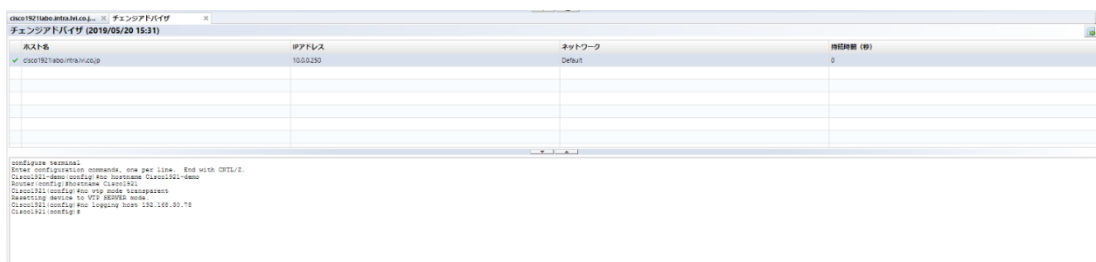 cisco1921labo.intra.lvi.co.j... × チェンジアドバイザ ×
チェンジアドバイザ (2019/05/20 15:31)
ホスト名 IPアドレス ネットワーク 持続時間（秒）
cisco1921labo.intra.lvi.co.jp 10.0.0.250 Default 0
configure terminal
Enter configuration commands, one per line. End with CNTL/Z.
Cisco1921-demo(config)#no hostname Cisco1921-demo
Router(config)#hostname Cisco1921
Cisco1921(config)#no vtp mode transparent
Resetting device to VTP SERVER mode.
Cisco1921(config)#no logging host 192.168.30.78
Cisco1921(config)#